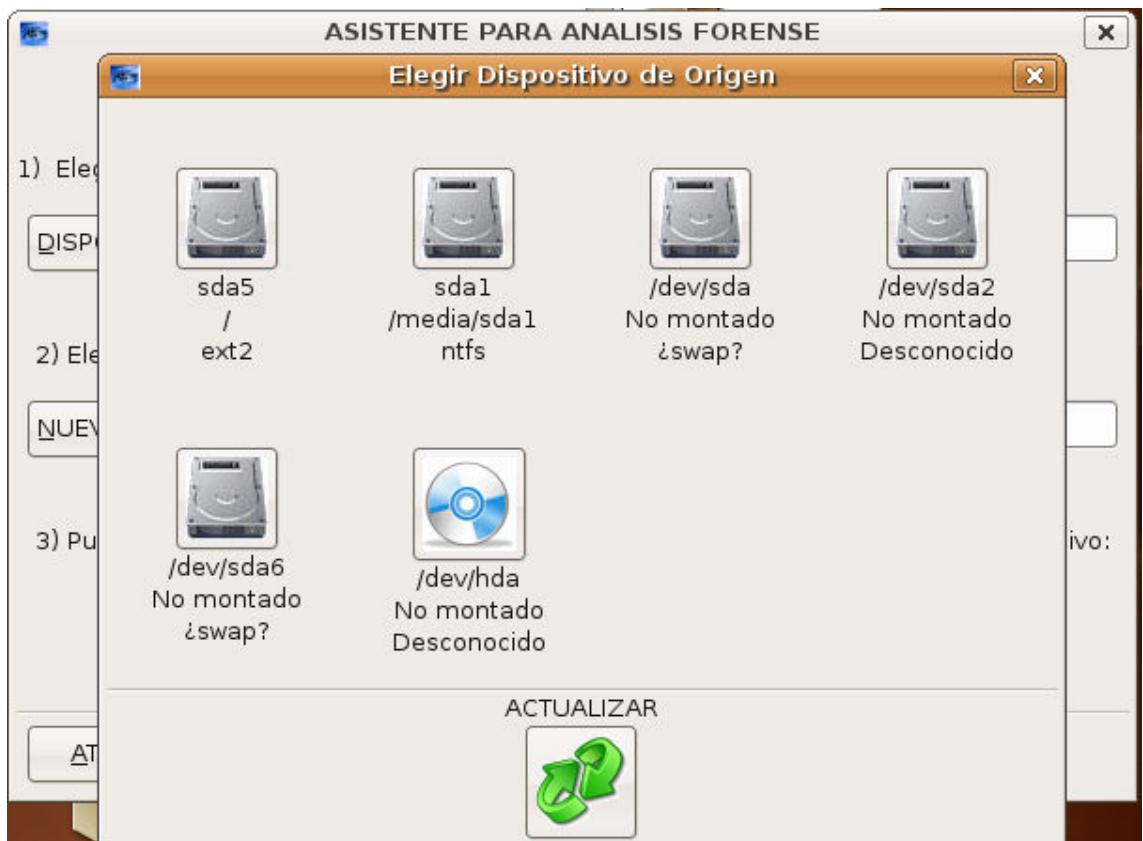 ASISTENTE PARA ANALISIS FORENSE
Elegir Dispositivo de Origen
1) Eleg
DISP
sda5
/
ext2
sda1
/media/sda1
ntfs
/dev/sda
No montado
¿swap?
/dev/sda2
No montado
Desconocido
2) Ele
NUEV
/dev/sda6
No montado
¿swap?
/dev/hda
No montado
Desconocido
3) Pu
ivo:
ACTUALIZAR
AT